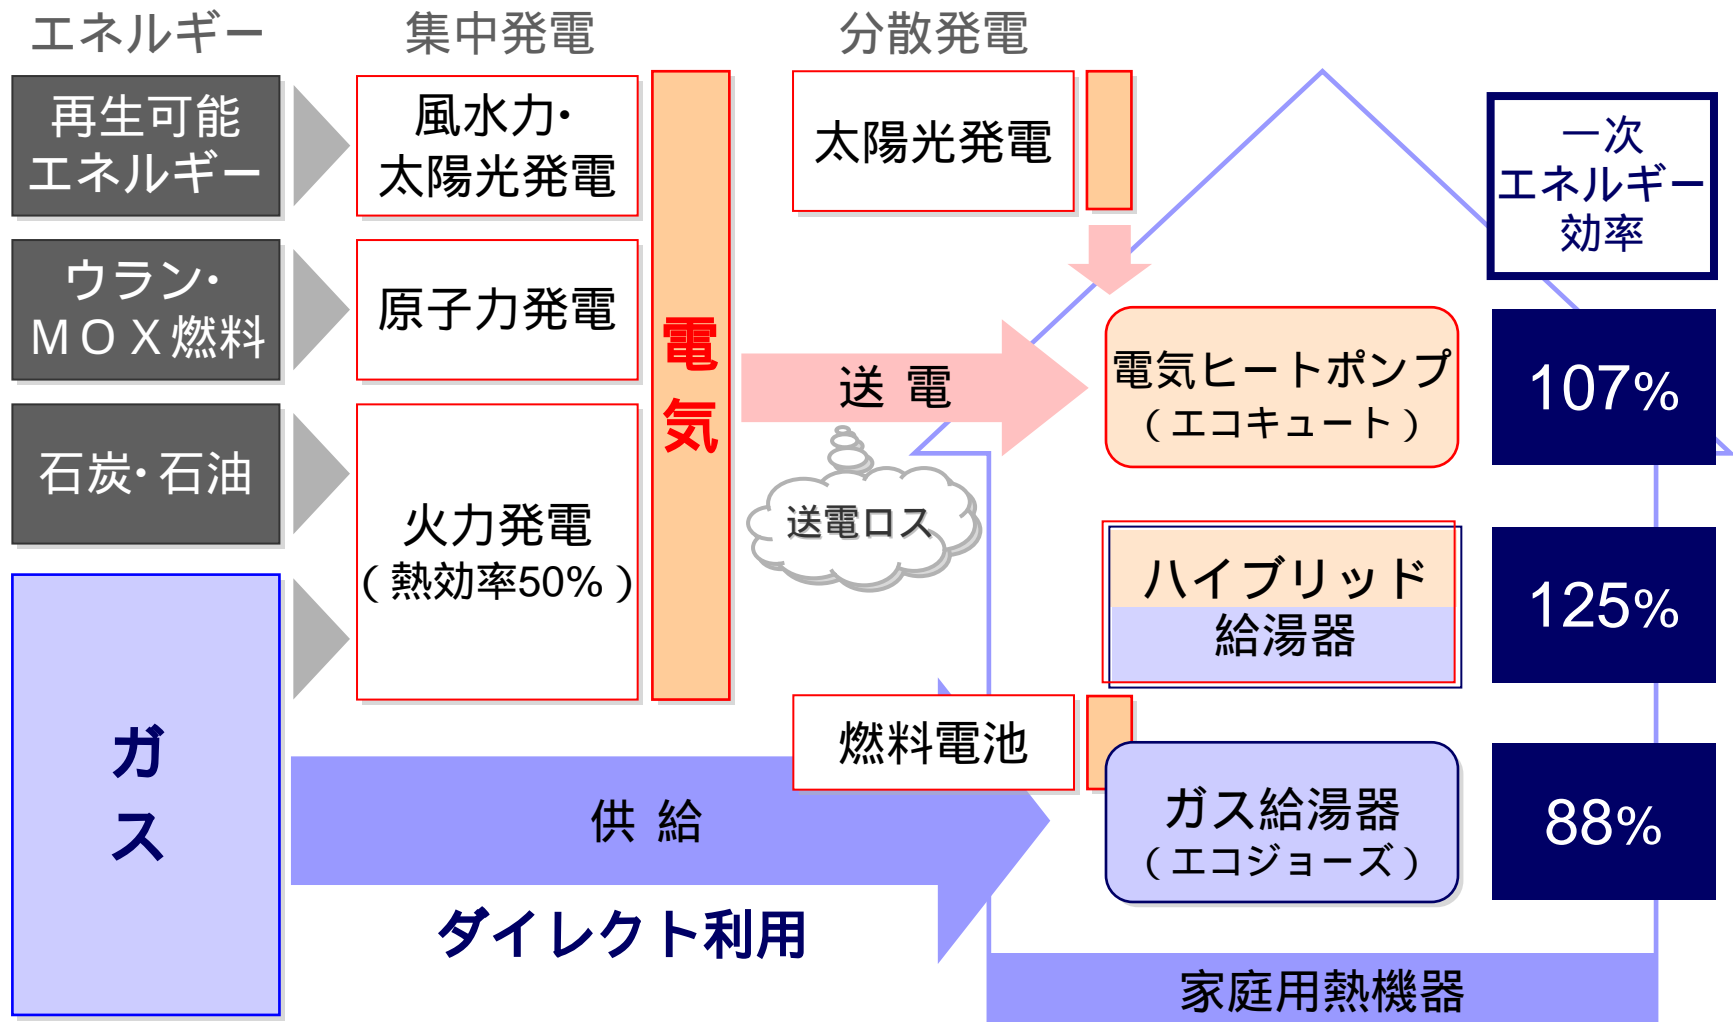 エネルギー
集中発電
分散発電
再生可能
エネルギー
風水力・
太陽光発電
太陽光発電
一次
エネルギー
効率
ウラン・
ＭＯＸ燃料
原子力発電
電
気
送 電
電気ヒートポンプ
（エコキュート）
107%
石炭・石油
火力発電
（熱効率50%）
送電ロス
ハイブリッド
給湯器
125%
ガ
ス
燃料電池
供 給
ガス給湯器
（エコジョーズ）
88%
ダイレクト利用
家庭用熱機器